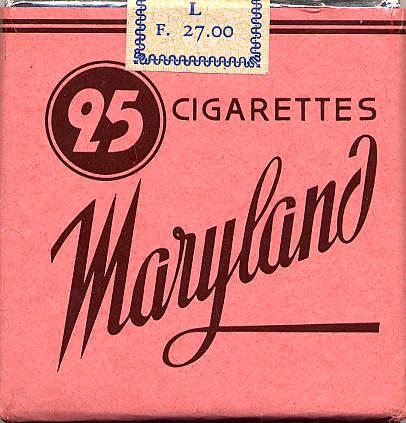 L
F. 27.00
25 CIGARETTES
Maryland